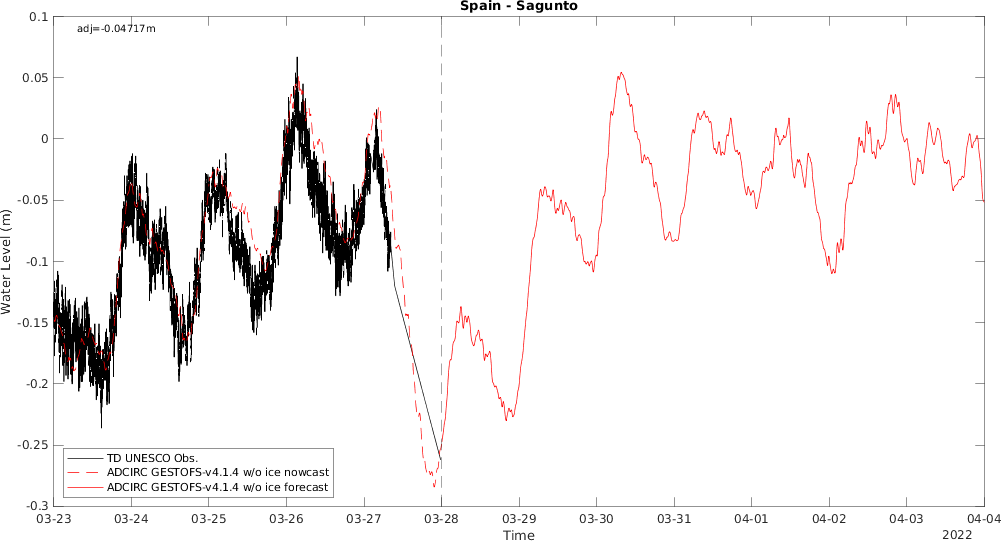 Spain - Sagunto
adj=-0.04717m
0.1
0.05
0
-0.05
-0.1
-0.15
-0.2
-0.25
-0.3
Water Level (m)
TD UNESCO Obs.
ADCIRC GESTOFS-v4.1.4 w/o ice nowcast
ADCIRC GESTOFS-v4.1.4 w/o ice forecast
03-23 03-24 03-25 03-26 03-27 03-28 03-29 03-30 03-31 04-01 04-02 04-03 04-04
Time
2022